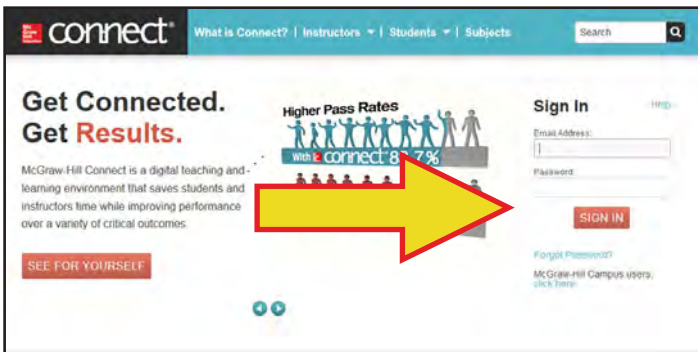 connect
What is Connect? | Instructors | Students | Subjects
Search
Get Connected.
Get Results.
McGraw-Hill Connect is a digital teaching and
learning environment that saves students and
instructors time while improving performance
over a variety of critical outcomes.
SEE FOR YOURSELF
Higher Pass Rates
With connect 8 7%
Sign In
Help
Email Address:
Password:
SIGN IN
Forgot Password?
McGraw-Hill Campus users,
click here.